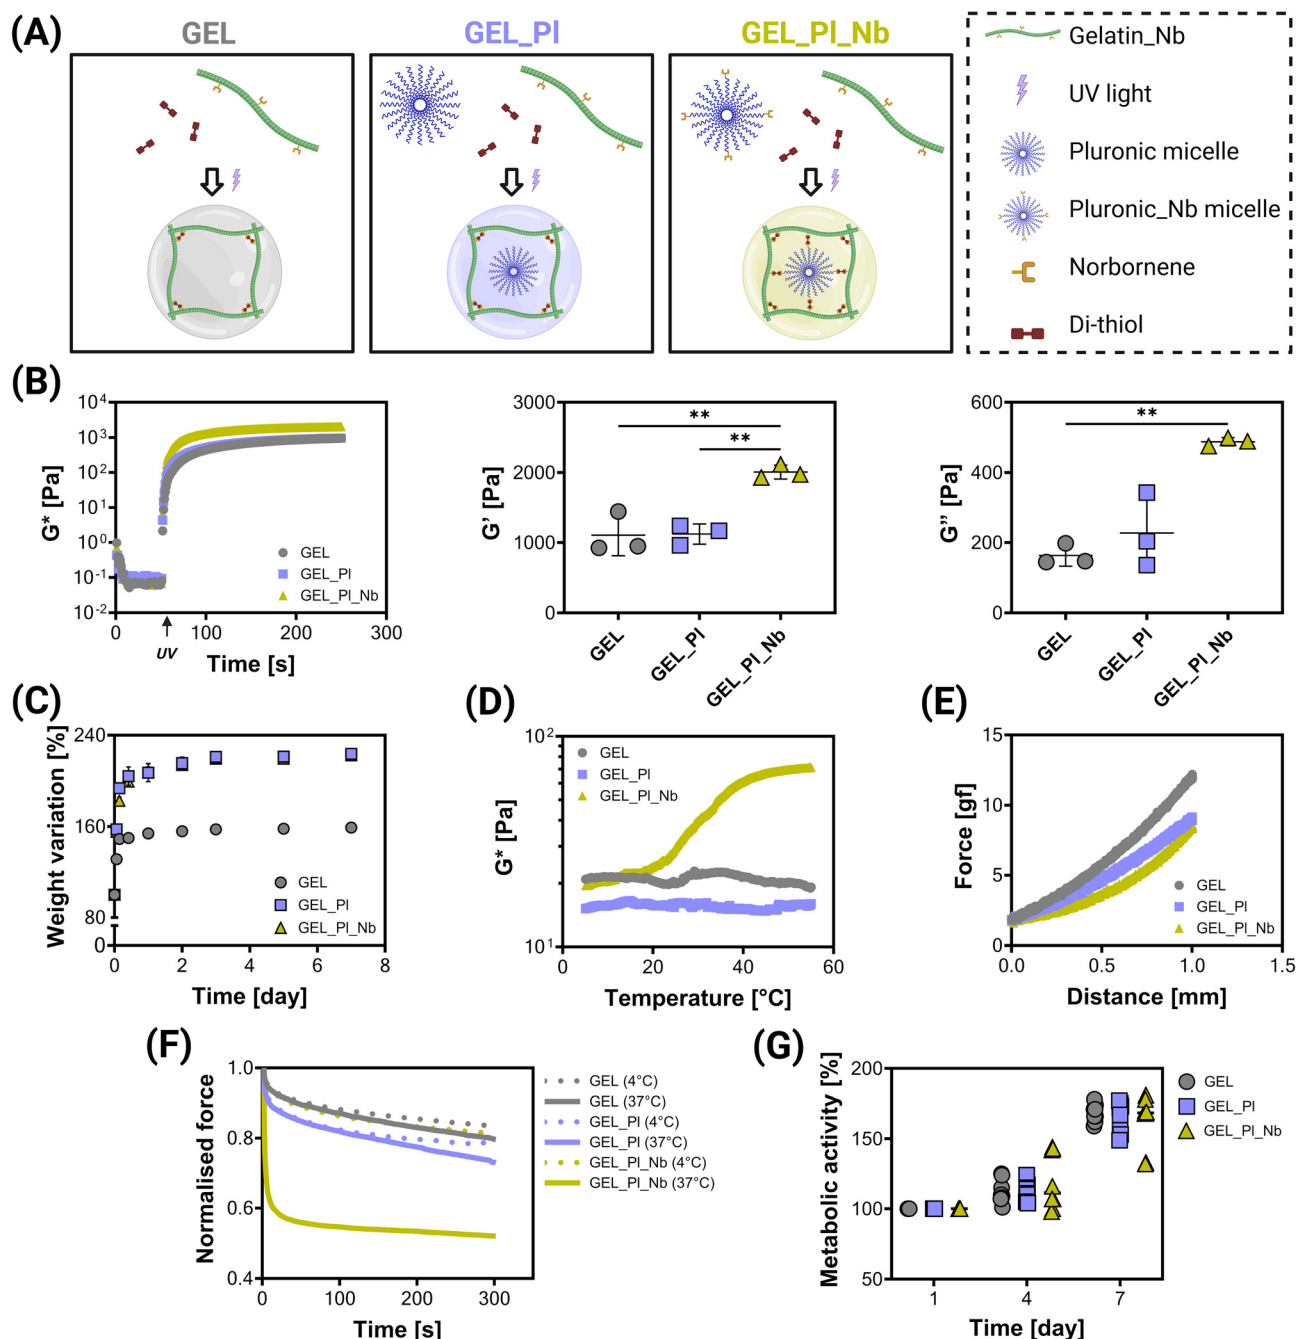 (A)
GEL
GEL_Pl
GEL_Pl_Nb
Gelatin_Nb
UV light
Pluronic micelle
Pluronic_Nb micelle
Norbornene
Di-thiol
(B)
G* [Pa]
10⁴
10³
10²
10¹
10⁰
10⁻¹
10⁻²
GEL
GEL_Pl
GEL_Pl_Nb
0
100
200
300
UV
Time [s]
G' [Pa]
3000
2000
1000
0
**
**
GEL
GEL_Pl
GEL_Pl_Nb
G'' [Pa]
600
400
200
0
**
GEL
GEL_Pl
GEL_Pl_Nb
(C)
Weight variation [%]
240
160
80
0
GEL
GEL_Pl
GEL_Pl_Nb
0
2
4
6
8
Time [day]
(D)
G* [Pa]
10²
10¹
GEL
GEL_Pl
GEL_Pl_Nb
0
20
40
60
Temperature [°C]
(E)
Force [gf]
15
10
5
0
GEL
GEL_Pl
GEL_Pl_Nb
0.0
0.5
1.0
1.5
Distance [mm]
(F)
Normalised force
1.0
0.8
0.6
0.4
0
100
200
300
Time [s]
GEL (4°C)
GEL (37°C)
GEL_Pl (4°C)
GEL_Pl (37°C)
GEL_Pl_Nb (4°C)
GEL_Pl_Nb (37°C)
(G)
Metabolic activity [%]
200
150
100
50
1
4
7
Time [day]
GEL
GEL_Pl
GEL_Pl_Nb